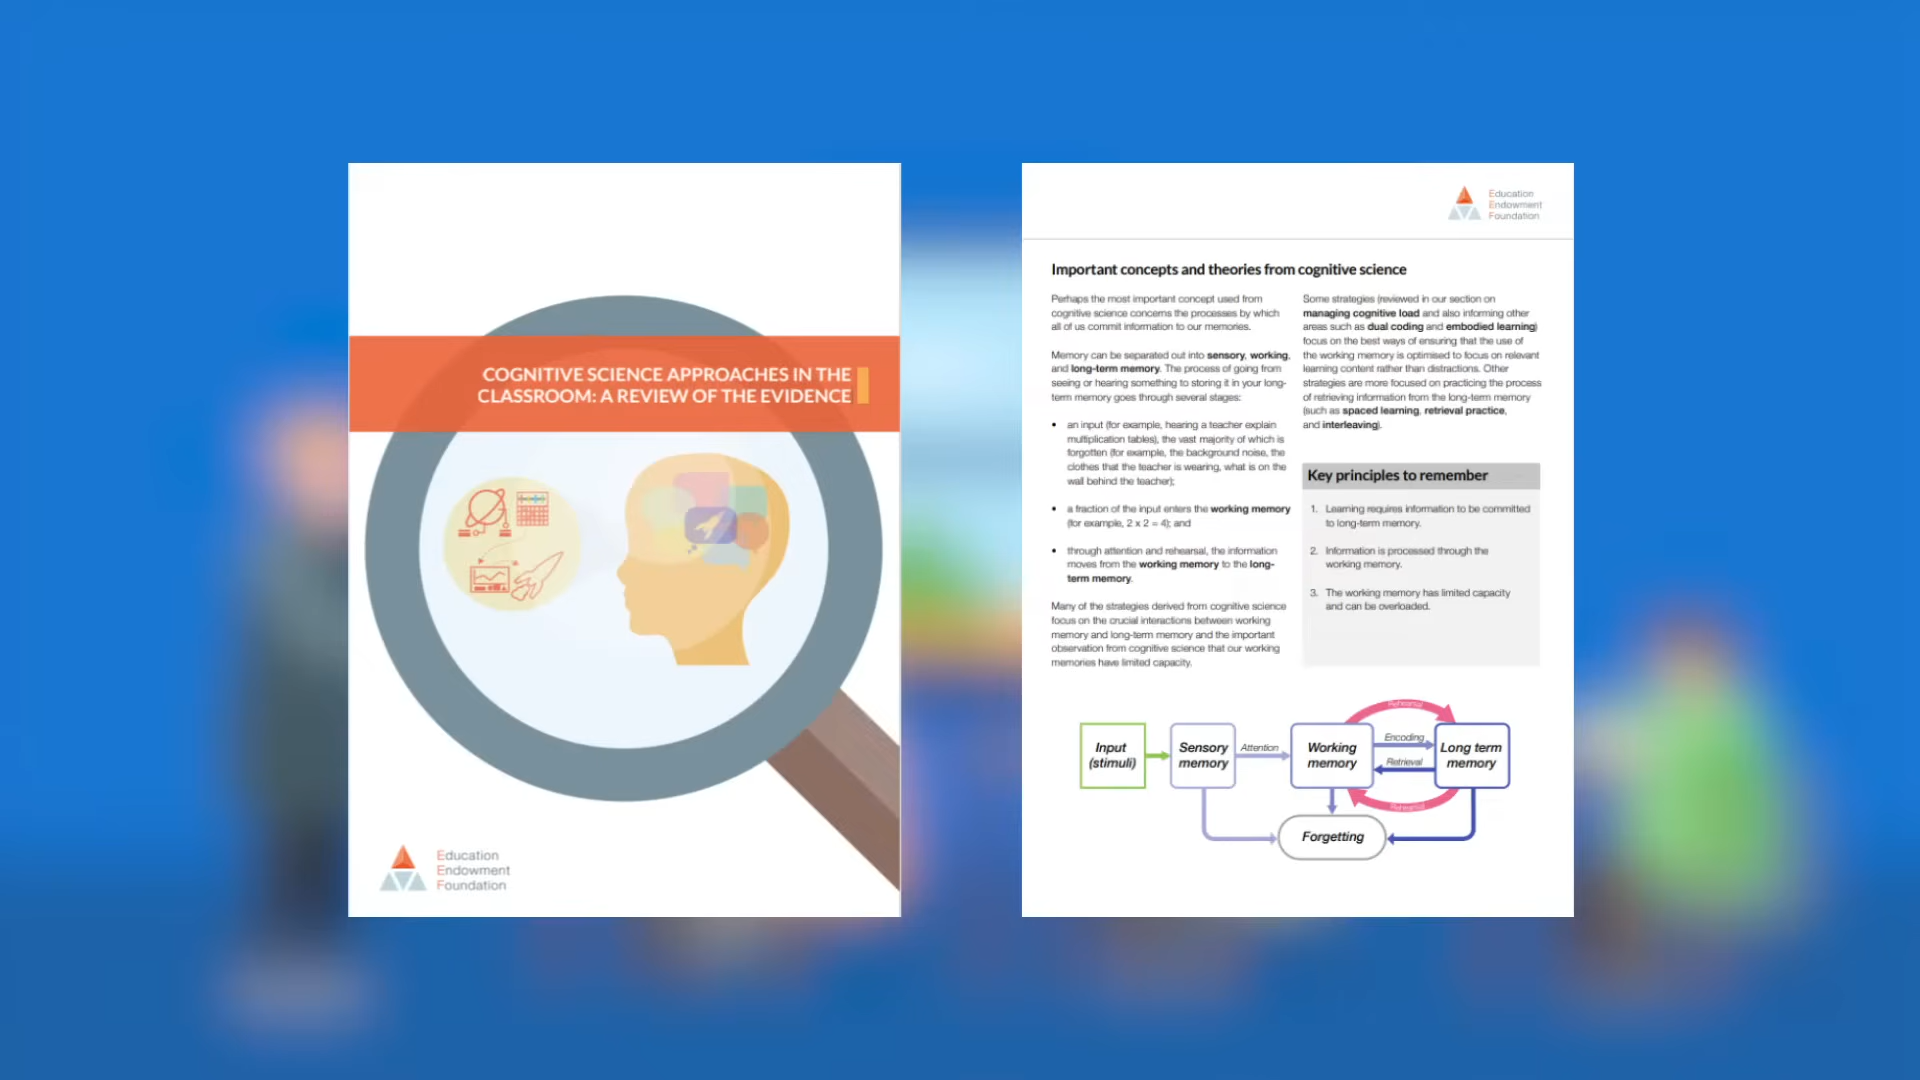 COGNITIVE SCIENCE APPROACHES IN THE
CLASSROOM: A REVIEW OF THE EVIDENCE
Education
Endowment
Foundation
Education
Endowment
Foundation
Important concepts and theories from cognitive science
Perhaps the most important concept used from
cognitive science concerns the processes by which
all of us commit information to our memories.
Memory can be separated out into sensory, working,
and long-term memory. The process of going from
seeing or hearing something to storing it in your long-
term memory goes through several stages:
• an input (for example, hearing a teacher explain
multiplication tables), the vast majority of which is
forgotten (for example, the background noise, the
clothes that the teacher is wearing, what is on the
wall behind the teacher);
• a fraction of the input enters the working memory
(for example, 2 x 2 = 4); and
• through attention and rehearsal, the information
moves from the working memory to the long-
term memory.
Many of the strategies derived from cognitive science
focus on the crucial interactions between working
memory and long-term memory and the important
observation from cognitive science that our working
memories have limited capacity.
Some strategies (reviewed in our section on
managing cognitive load and also informing other
areas such as dual coding and embodied learning)
focus on the best ways of ensuring that the use of
the working memory is optimised to focus on relevant
learning content rather than distractions. Other
strategies are more focused on practicing the process
of retrieving information from the long-term memory
(such as spaced learning, retrieval practice,
and interleaving).
Key principles to remember
1. Learning requires information to be committed
to long-term memory.
2. Information is processed through the
working memory.
3. The working memory has limited capacity
and can be overloaded.
Rehearsal
Input
(stimuli)
Sensory
memory
Attention
Working
memory
Encoding
Retrieval
Long term
memory
Rehearsal
Forgetting